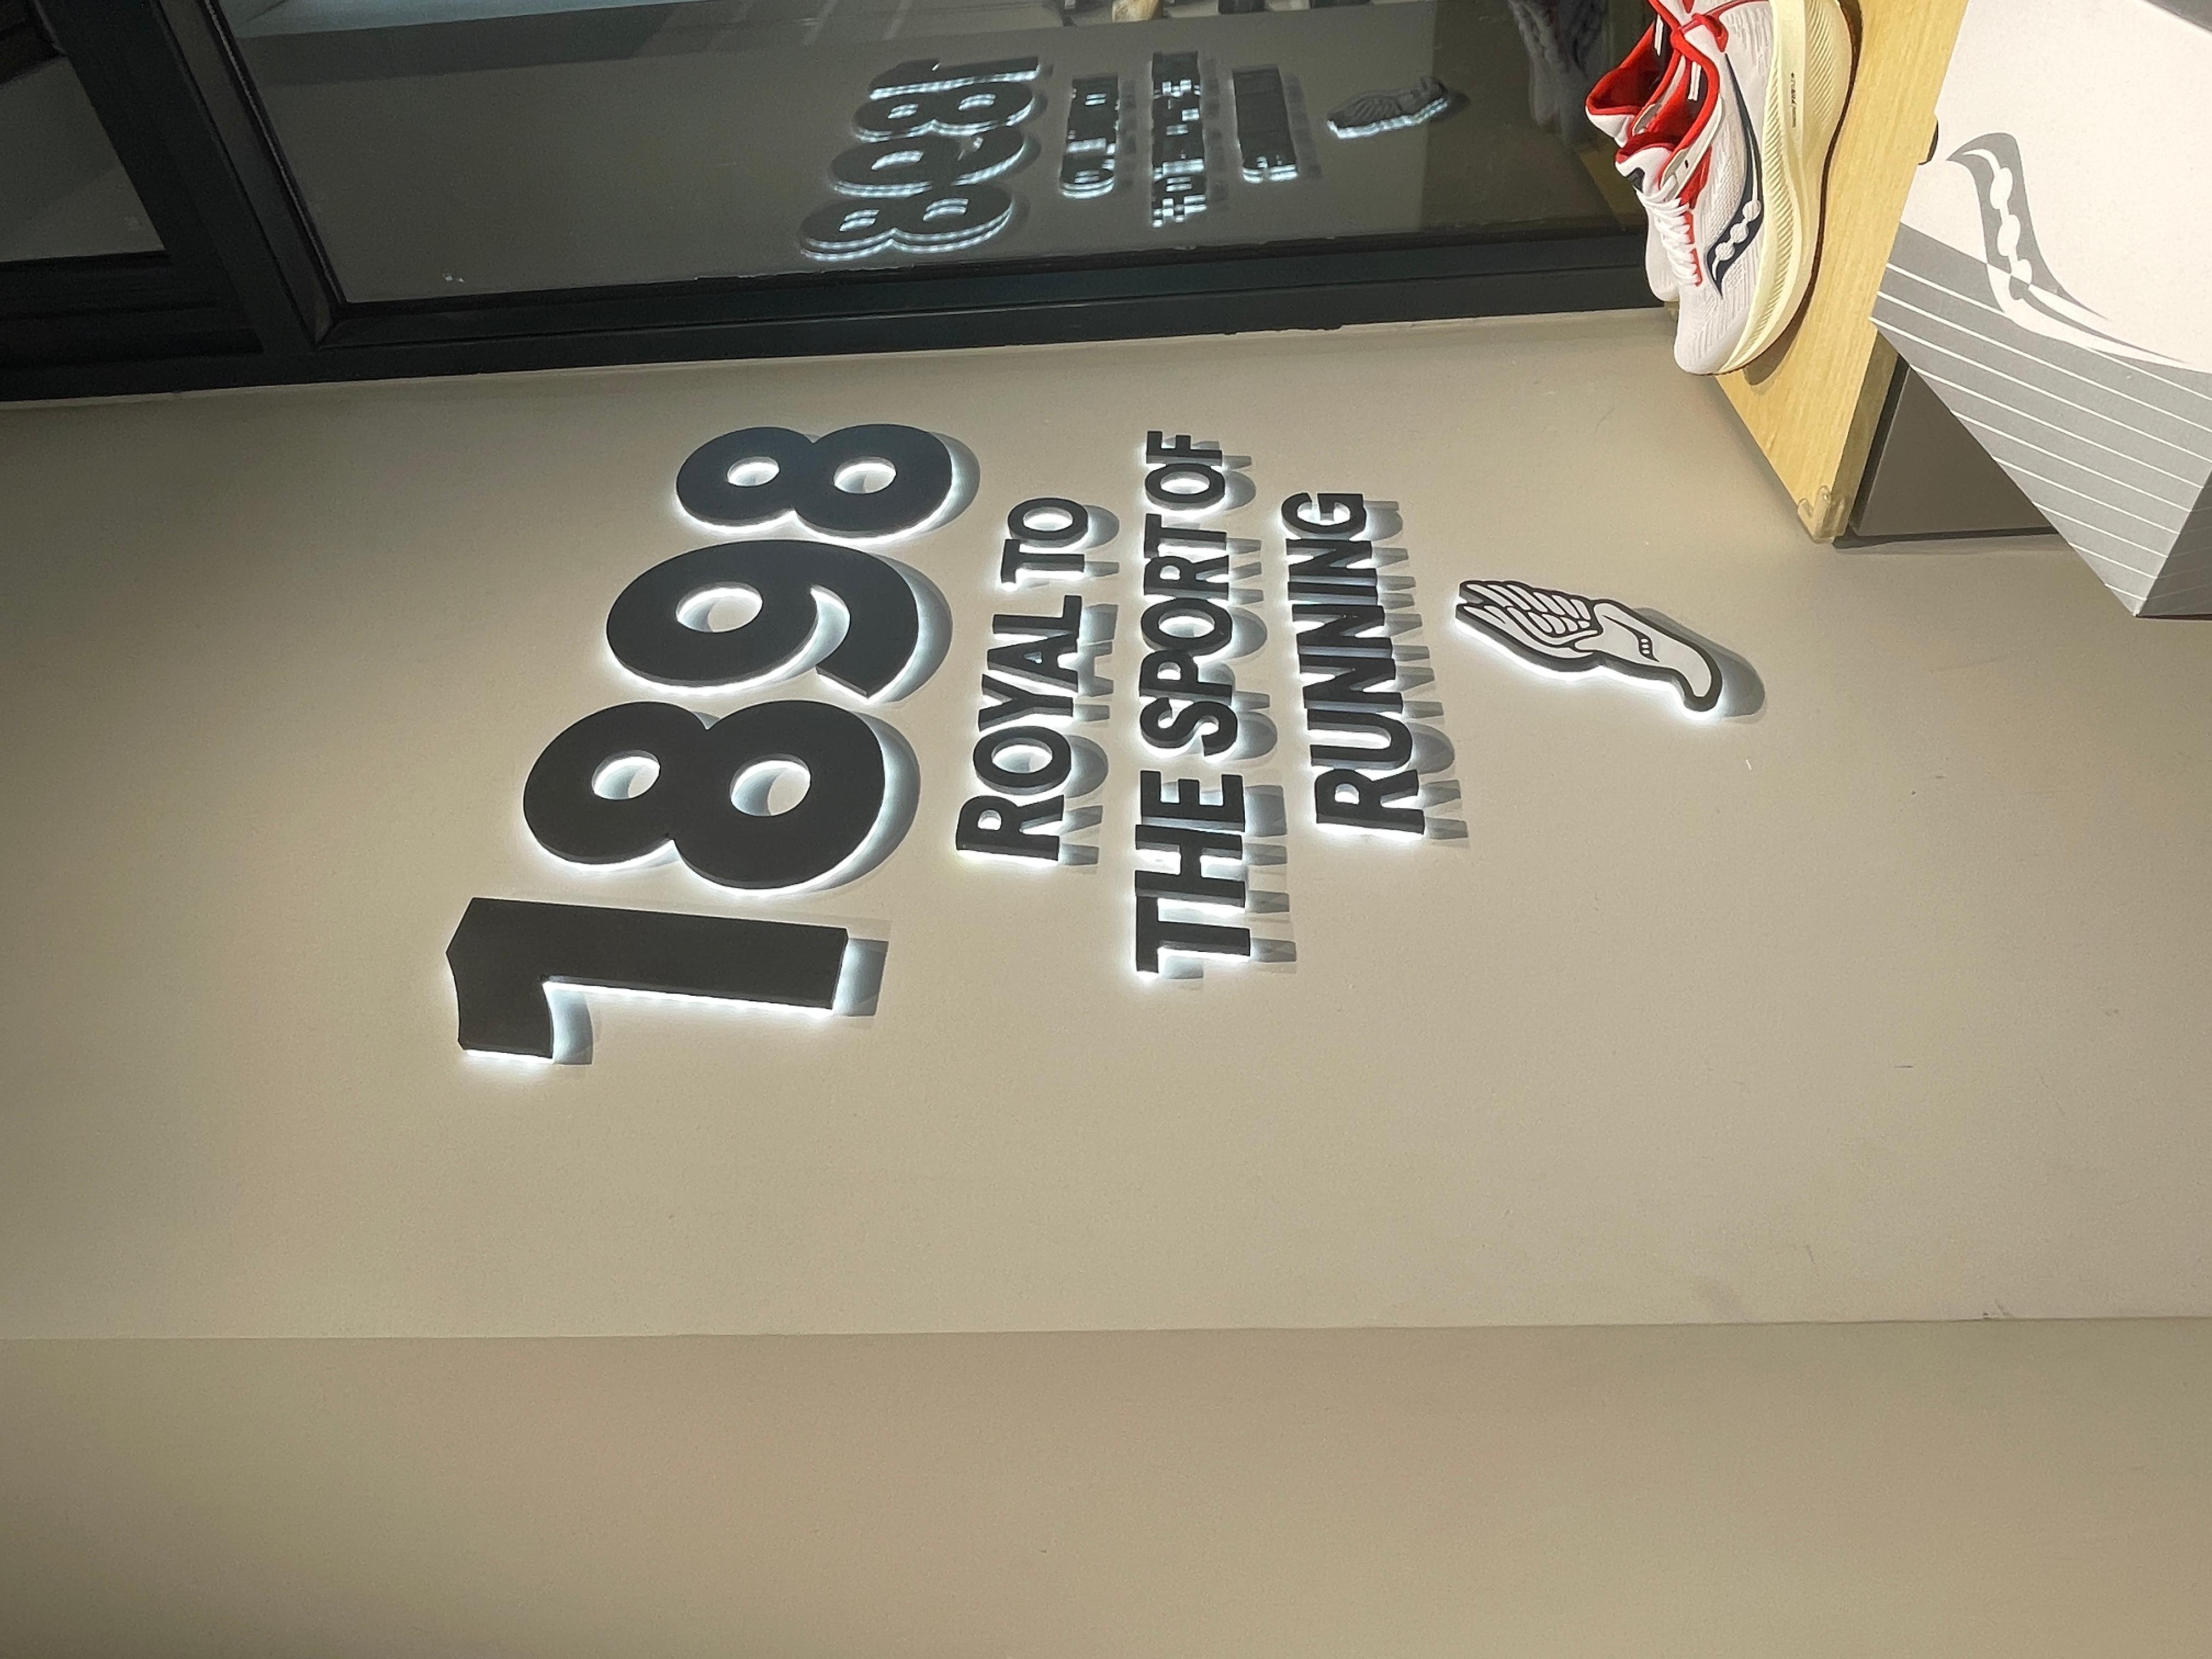 1898
ROYAL TO
THE SPORT OF
RUNNING